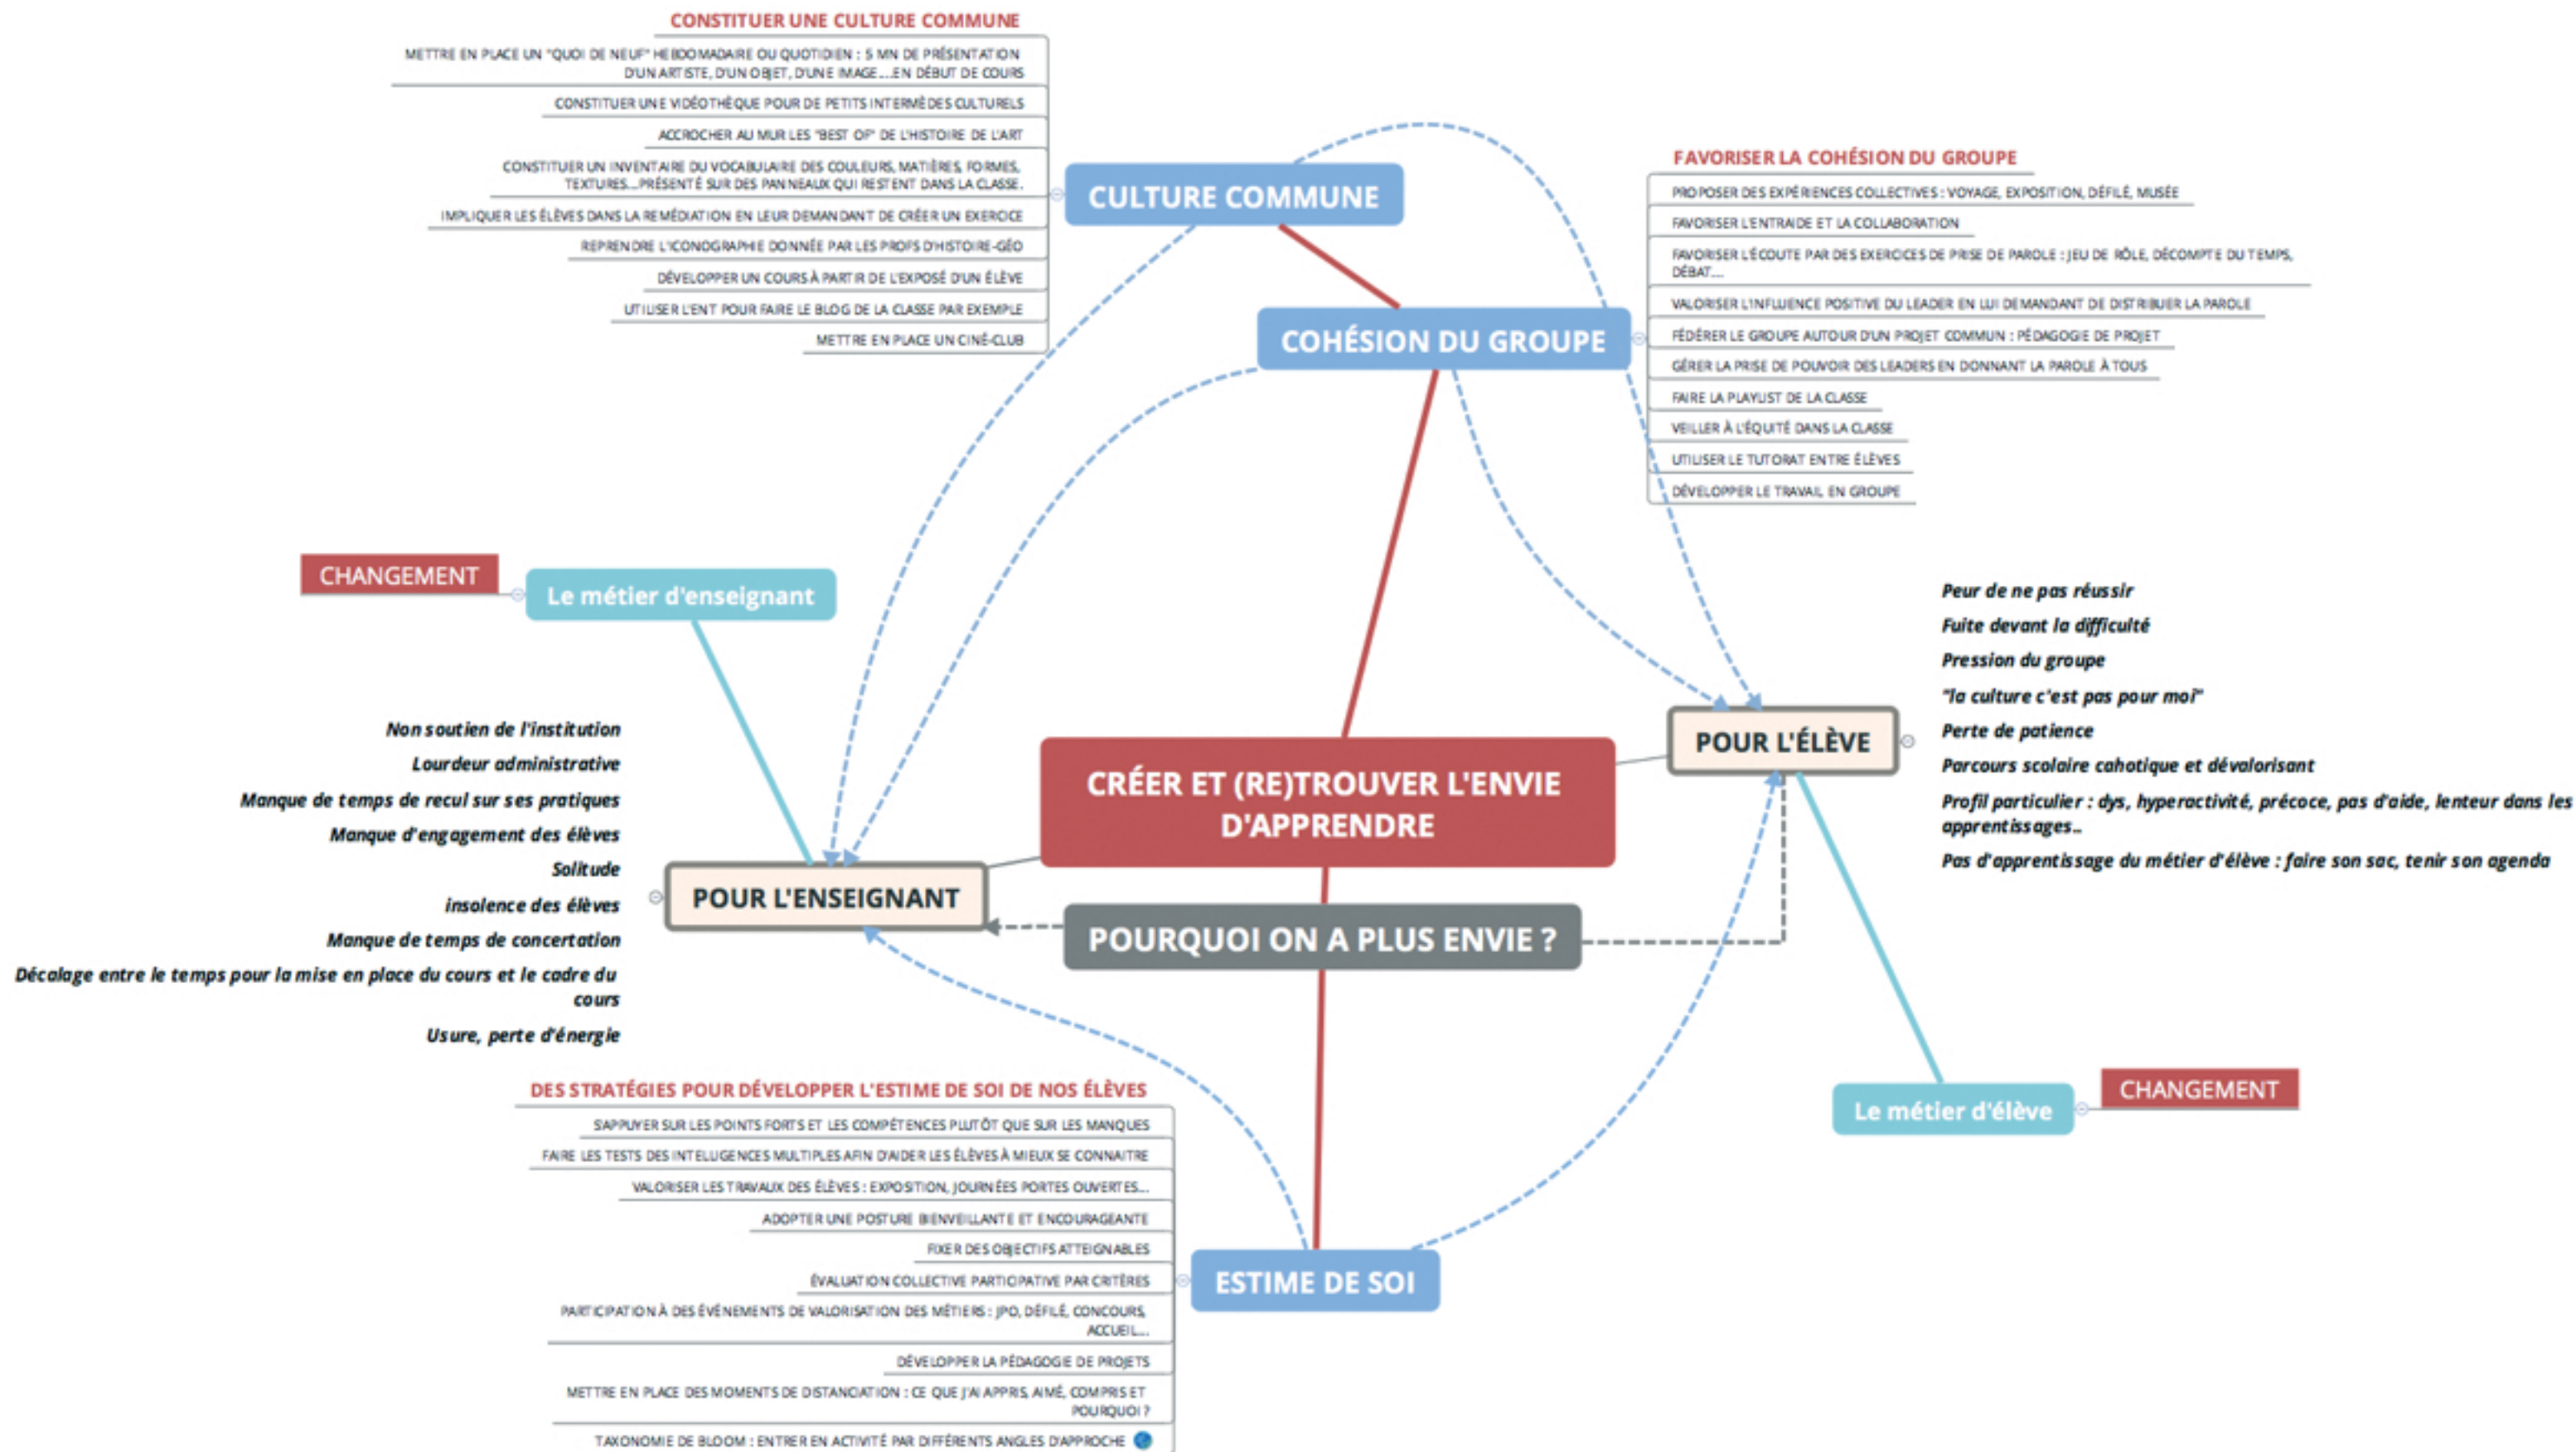 CONSTITUER UNE CULTURE COMMUNE
METTRE EN PLACE UN "QUOI DE NEUF" HEBDOMADAIRE OU QUOTIDIEN : 5 MN DE PRÉSENTATION
D'UN ARTISTE, D'UN OBJET, D'UNE IMAGE....EN DÉBUT DE COURS
CONSTITUER UNE VIDÉOTHÈQUE POUR DE PETITS INTERMÈDES CULTURELS
ACCROCHER AU MUR LES "BEST OF" DE L'HISTOIRE DE L'ART
CONSTITUER UN INVENTAIRE DU VOCABULAIRE DES COULEURS, MATIÈRES, FORMES,
TEXTURES...PRÉSENTÉ SUR DES PANNEAUX QUI RESTENT DANS LA CLASSE.
IMPLIQUER LES ÉLÈVES DANS LA REMÉDIATION EN LEUR DEMANDANT DE CRÉER UN EXERCICE
REPRENDRE L'ICONOGRAPHIE DONNÉE PAR LES PROFS D'HISTOIRE-GÉO
DÉVELOPPER UN COURS À PARTIR DE L'EXPOSÉ D'UN ÉLÈVE
UTILISER L'ENT POUR FAIRE LE BLOG DE LA CLASSE PAR EXEMPLE
METTRE EN PLACE UN CINÉ-CLUB
CULTURE COMMUNE
COHÉSION DU GROUPE
FAVORISER LA COHÉSION DU GROUPE
PROPOSER DES EXPÉRIENCES COLLECTIVES : VOYAGE, EXPOSITION, DÉFILÉ, MUSÉE
FAVORISER L'ENTRAIDE ET LA COLLABORATION
FAVORISER L'ÉCOUTE PAR DES EXERCICES DE PRISE DE PAROLE : JEU DE RÔLE, DÉCOMPTE DU TEMPS,
DÉBAT....
VALORISER L'INFLUENCE POSITIVE DU LEADER EN LUI DEMANDANT DE DISTRIBUER LA PAROLE
FÉDÉRER LE GROUPE AUTOUR D'UN PROJET COMMUN : PÉDAGOGIE DE PROJET
GÉRER LA PRISE DE POUVOIR DES LEADERS EN DONNANT LA PAROLE À TOUS
FAIRE LA PLAYLIST DE LA CLASSE
VEILLER À L'ÉQUITÉ DANS LA CLASSE
UTILISER LE TUTORAT ENTRE ÉLÈVES
DÉVELOPPER LE TRAVAIL EN GROUPE
CHANGEMENT
Le métier d'enseignant
Non soutien de l'institution
Lourdeur administrative
Manque de temps de recul sur ses pratiques
Manque d'engagement des élèves
Solitude
insolence des élèves
Manque de temps de concertation
Décalage entre le temps pour la mise en place du cours et le cadre du
cours
Usure, perte d'énergie
POUR L'ENSEIGNANT
CRÉER ET (RE)TROUVER L'ENVIE
D'APPRENDRE
POURQUOI ON A PLUS ENVIE ?
POUR L'ÉLÈVE
Peur de ne pas réussir
Fuite devant la difficulté
Pression du groupe
"la culture c'est pas pour moi"
Perte de patience
Parcours scolaire cahotique et dévalorisant
Profil particulier : dys, hyperactivité, précoce, pas d'aide, lenteur dans les
apprentissages..
Pas d'apprentissage du métier d'élève : faire son sac, tenir son agenda
Le métier d'élève
CHANGEMENT
DES STRATÉGIES POUR DÉVELOPPER L'ESTIME DE SOI DE NOS ÉLÈVES
S'APPUYER SUR LES POINTS FORTS ET LES COMPÉTENCES PLUTÔT QUE SUR LES MANQUES
FAIRE LES TESTS DES INTELLIGENCES MULTIPLES AFIN D'AIDER LES ÉLÈVES À MIEUX SE CONNAITRE
VALORISER LES TRAVAUX DES ÉLÈVES : EXPOSITION, JOURNÉES PORTES OUVERTES...
ADOPTER UNE POSTURE BIENVEILLANTE ET ENCOURAGEANTE
FIXER DES OBJECTIFS ATTEIGNABLES
ÉVALUATION COLLECTIVE PARTICIPATIVE PAR CRITÈRES
PARTICIPATION À DES ÉVÉNEMENTS DE VALORISATION DES MÉTIERS : JPO, DÉFILÉ, CONCOURS,
ACCUEIL...
DÉVELOPPER LA PÉDAGOGIE DE PROJETS
METTRE EN PLACE DES MOMENTS DE DISTANCIATION : CE QUE J'AI APPRIS, AIMÉ, COMPRIS ET
POURQUOI ?
TAXONOMIE DE BLOOM : ENTRER EN ACTIVITÉ PAR DIFFÉRENTS ANGLES D'APPROCHE
ESTIME DE SOI